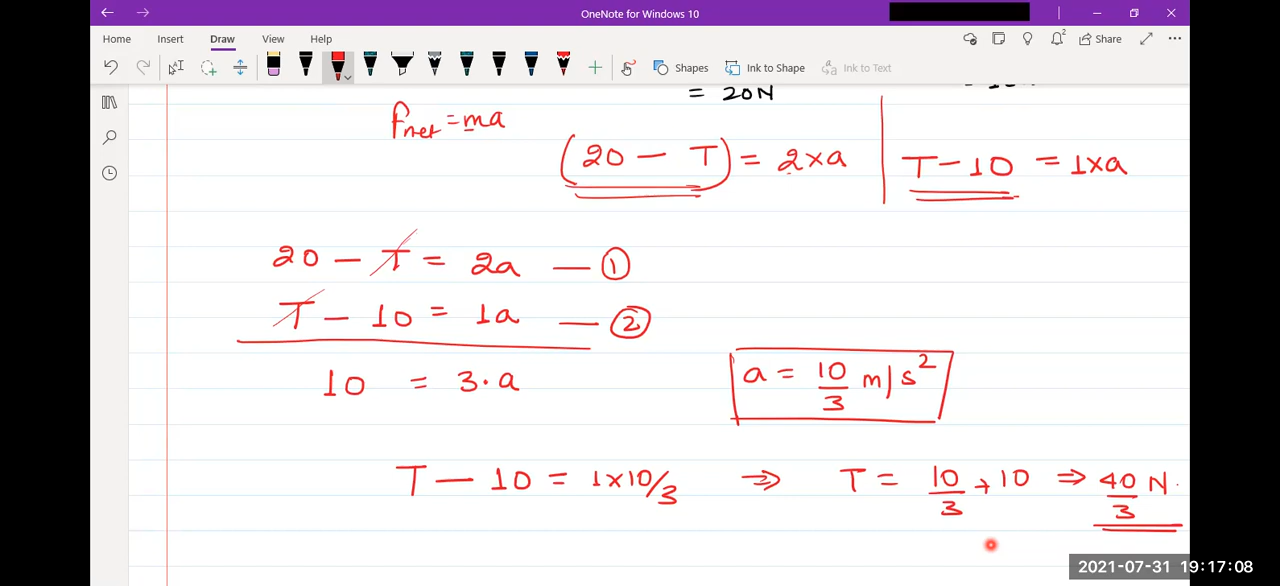 OneNote for Windows 10
Home Insert Draw View Help
Share
Shapes Ink to Shape Ink to Text
= 20N
Fnet = ma
(20 - T) = 2×a
T - 10 = 1×a
20 - T = 2a — ①
T - 10 = 1a — ②
10 = 3·a
a = 10/3 m/s²
T - 10 = 1×10/3 ⇒ T = 10/3 + 10 ⇒ 40/3 N.
2021-07-31 19:17:08